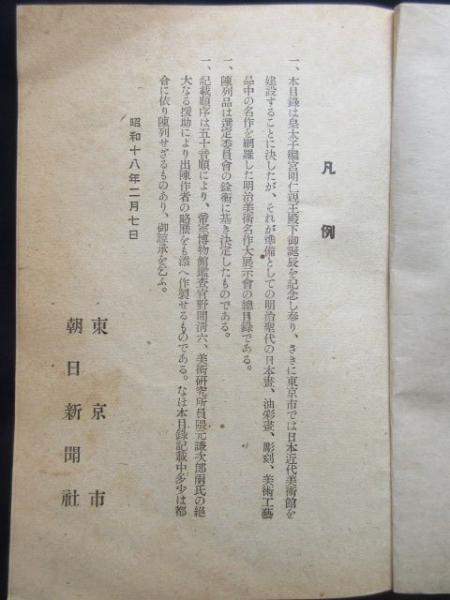 凡例
一、本目錄は皇太子繼宮明仁親王殿下御誕辰を記念し奉り、さきに東京市では日本近代美術館を
建設することに決したが、それが準備としての明治聖代の日本畫、油彩畫、彫刻、美術工藝
品中の名作を網羅した明治美術名作大展示會の總目錄である。
一、陳列品は選定委員會の銓衡に基き決定したものである。
一、記載順序は五十音順により、帝室博物館鑑査官野間淸六、美術硏究所員隈元謙次郎兩氏の絕
大なる援助により出陳作者の略歷をも添へ作製せるものである。なほ本目錄記載中多少は都
合に依り陳列せざるものあり、御諒承を乞ふ。
昭和十八年二月七日
東京市
朝日新聞社